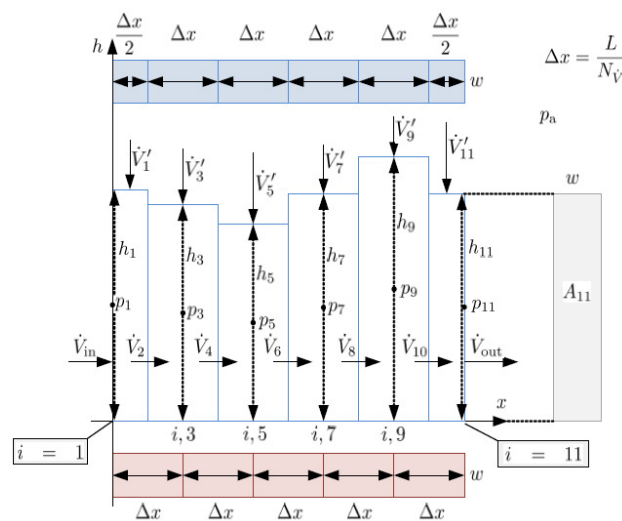 Δx/2 Δx Δx Δx Δx Δx/2
h
Δx = L/N_V̇
w
p_a
V̇′_1 V̇′_3 V̇′_5 V̇′_7 V̇′_9 V̇′_11
w
h_1 h_3 h_5 h_7 h_9 h_11
p_1 p_3 p_5 p_7 p_9 p_11
A_11
V̇_in V̇_2 V̇_4 V̇_6 V̇_8 V̇_10 V̇_out
x
i = 1 i, 3 i, 5 i, 7 i, 9 i = 11
w
Δx Δx Δx Δx Δx